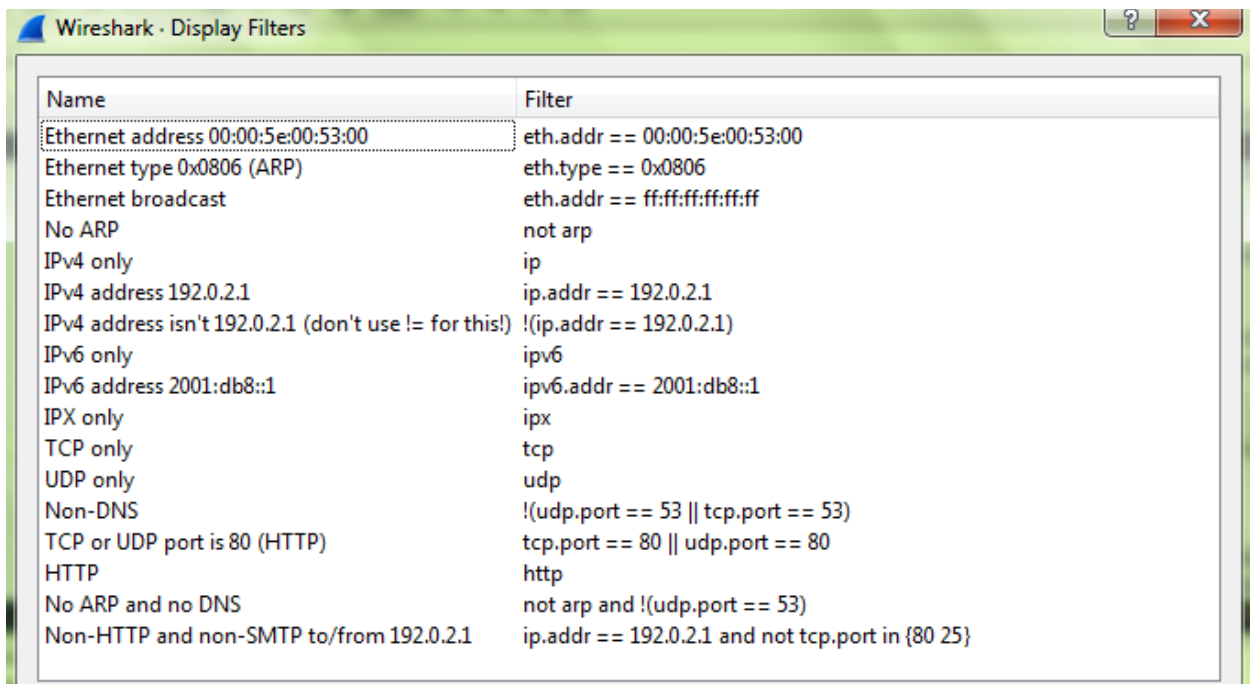 Wireshark · Display Filters
Name Filter
Ethernet address 00:00:5e:00:53:00 eth.addr == 00:00:5e:00:53:00
Ethernet type 0x0806 (ARP) eth.type == 0x0806
Ethernet broadcast eth.addr == ff:ff:ff:ff:ff:ff
No ARP not arp
IPv4 only ip
IPv4 address 192.0.2.1 ip.addr == 192.0.2.1
IPv4 address isn't 192.0.2.1 (don't use != for this!) !(ip.addr == 192.0.2.1)
IPv6 only ipv6
IPv6 address 2001:db8::1 ipv6.addr == 2001:db8::1
IPX only ipx
TCP only tcp
UDP only udp
Non-DNS !(udp.port == 53 || tcp.port == 53)
TCP or UDP port is 80 (HTTP) tcp.port == 80 || udp.port == 80
HTTP http
No ARP and no DNS not arp and !(udp.port == 53)
Non-HTTP and non-SMTP to/from 192.0.2.1 ip.addr == 192.0.2.1 and not tcp.port in {80 25}